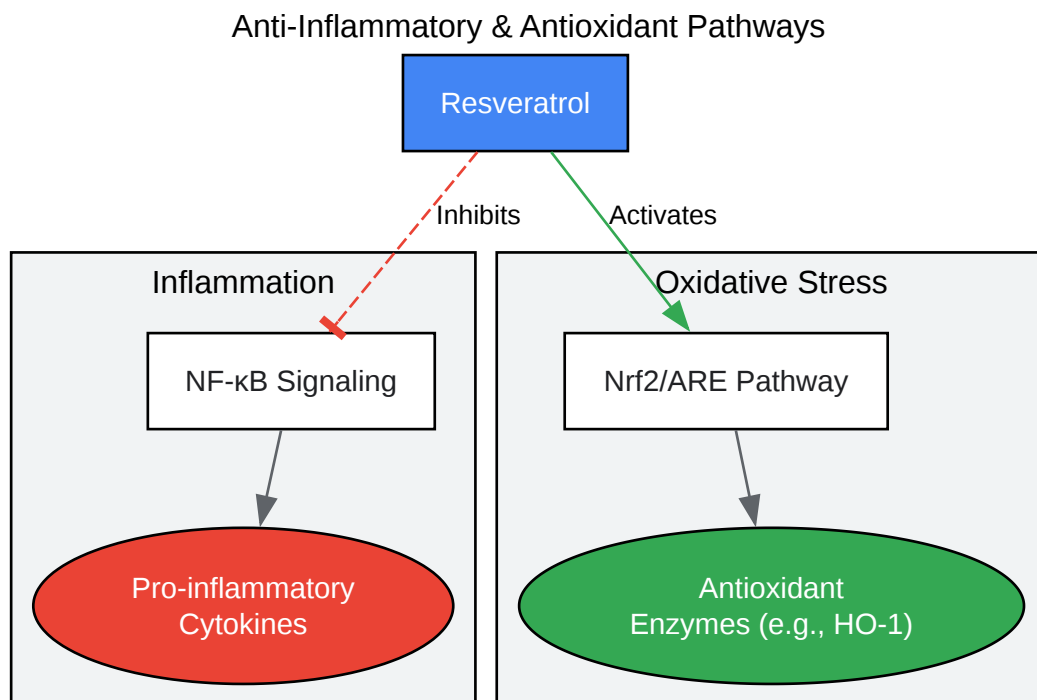 Anti-Inflammatory & Antioxidant Pathways
Resveratrol
Inhibits
Activates
Inflammation
Oxidative Stress
NF-κB Signaling
Nrf2/ARE Pathway
Pro-inflammatory
Cytokines
Antioxidant
Enzymes (e.g., HO-1)